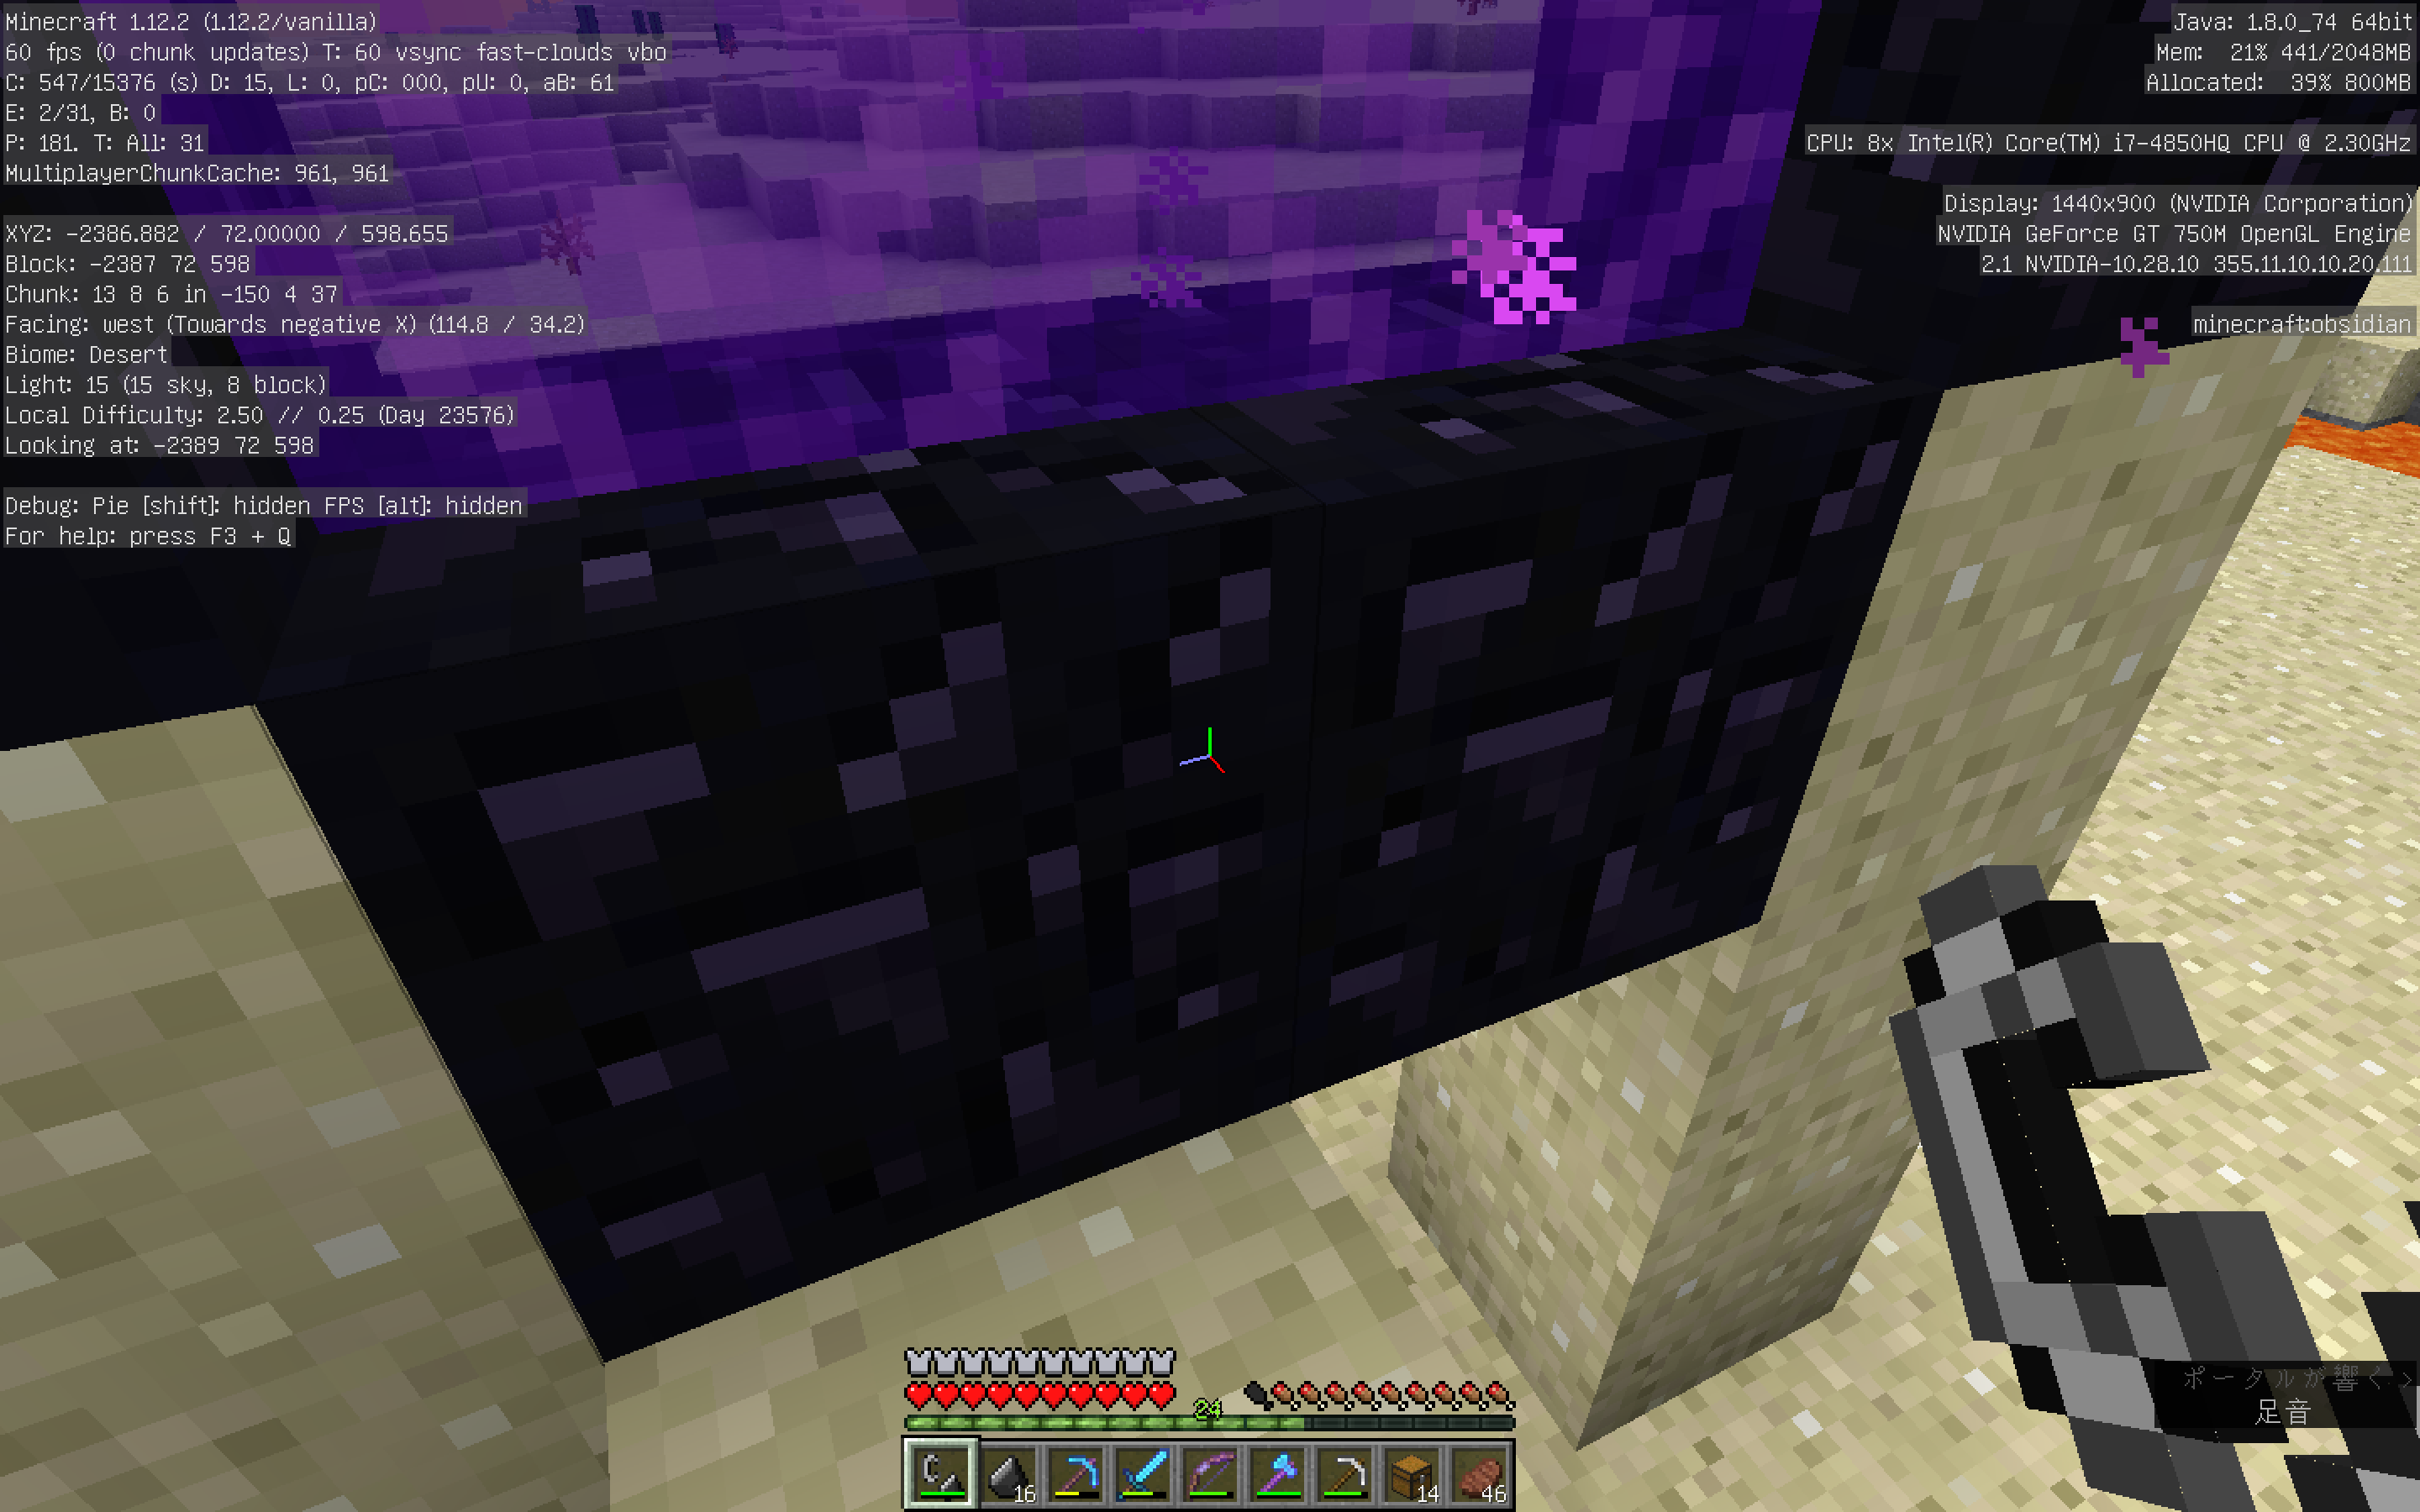 Minecraft 1.12.2 (1.12.2/vanilla)
60 fps (0 chunk updates) T: 60 vsync fast-clouds vbo
C: 547/15376 (s) D: 15, L: 0, pC: 000, pU: 0, aB: 61
E: 2/31, B: 0
P: 181. T: All: 31
MultiplayerChunkCache: 961, 961
XYZ: -2386.882 / 72.00000 / 598.655
Block: -2387 72 598
Chunk: 13 8 6 in -150 4 37
Facing: west (Towards negative X) (114.8 / 34.2)
Biome: Desert
Light: 15 (15 sky, 8 block)
Local Difficulty: 2.50 // 0.25 (Day 23576)
Looking at: -2389 72 598
Debug: Pie [shift]: hidden FPS [alt]: hidden
For help: press F3 + Q
Java: 1.8.0_74 64bit
Mem: 21% 441/2048MB
Allocated: 39% 800MB
CPU: 8x Intel(R) Core(TM) i7-4850HQ CPU @ 2.30GHz
Display: 1440x900 (NVIDIA Corporation)
NVIDIA GeForce GT 750M OpenGL Engine
2.1 NVIDIA-10.28.10 355.11.10.10.20.111
minecraft:obsidian
ポータルが響く >
足音
24
16
14
46